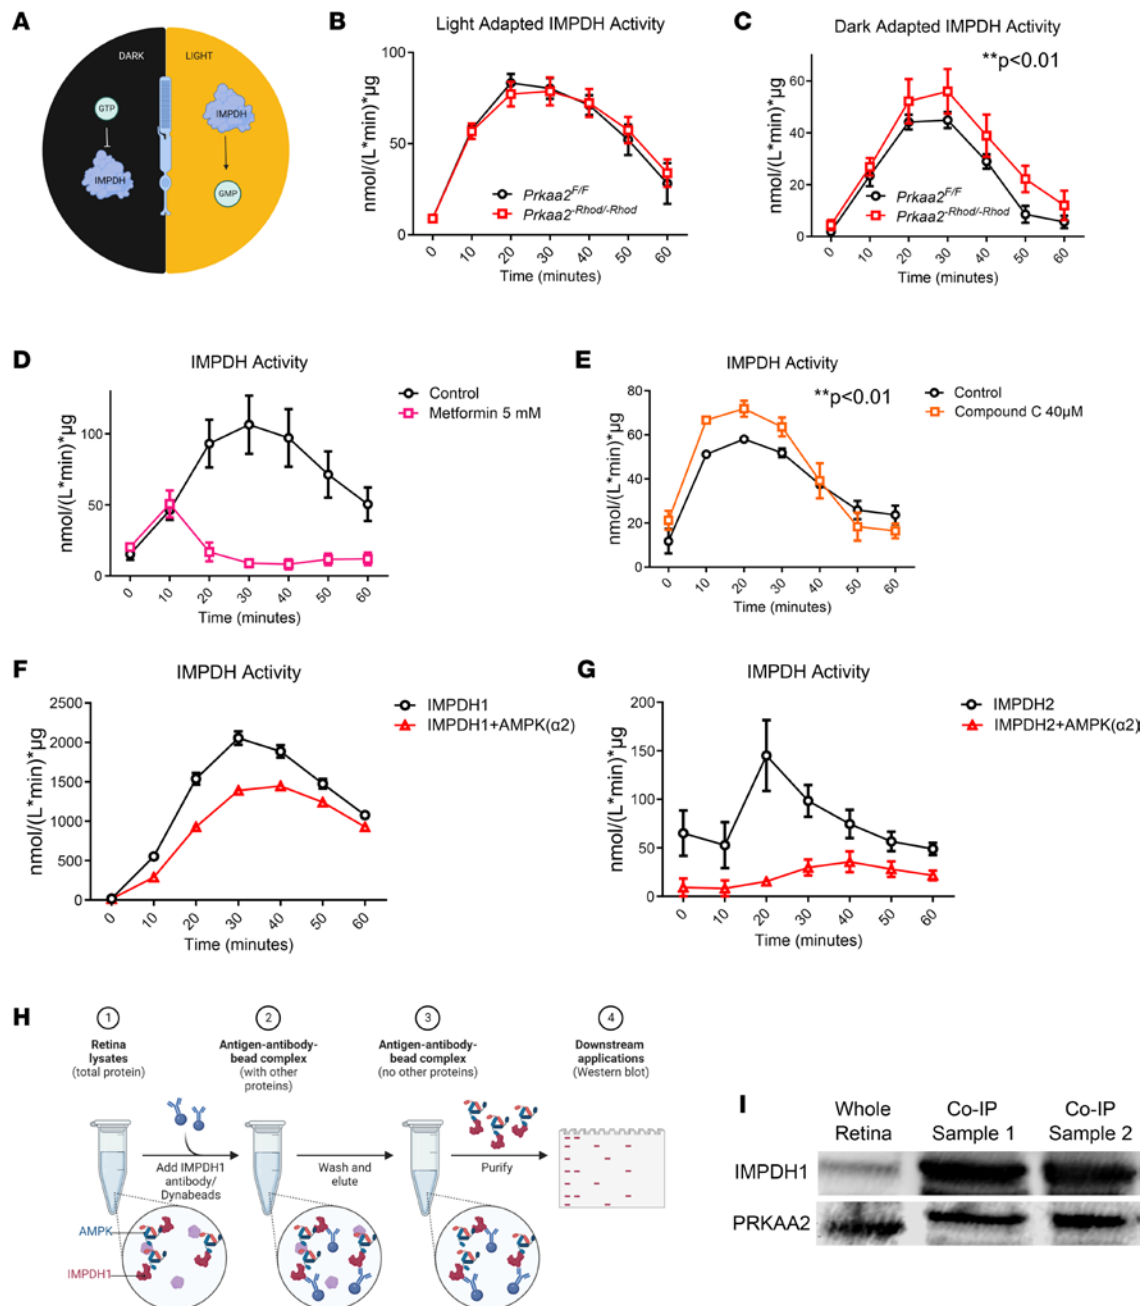 A
DARK
LIGHT
GTP
IMPDH
IMPDH
GMP
B
Light Adapted IMPDH Activity
nmol/(L*min)*µg
100
50
0
Prkaa2F/F
Prkaa2-Rhod/-Rhod
0 10 20 30 40 50 60
Time (minutes)
C
Dark Adapted IMPDH Activity
**p<0.01
nmol/(L*min)*µg
60
40
20
0
Prkaa2F/F
Prkaa2-Rhod/-Rhod
0 10 20 30 40 50 60
Time (minutes)
D
IMPDH Activity
Control
Metformin 5 mM
nmol/(L*min)*µg
100
50
0
0 10 20 30 40 50 60
Time (minutes)
E
IMPDH Activity
**p<0.01
Control
Compound C 40µM
nmol/(L*min)*µg
80
60
40
20
0
0 10 20 30 40 50 60
Time (minutes)
F
IMPDH Activity
IMPDH1
IMPDH1+AMPK(α2)
nmol/(L*min)*µg
2500
2000
1500
1000
500
0
0 10 20 30 40 50 60
Time (minutes)
G
IMPDH Activity
IMPDH2
IMPDH2+AMPK(α2)
nmol/(L*min)*µg
200
150
100
50
0
0 10 20 30 40 50 60
Time (minutes)
H
1
Retina
lysates
(total protein)
2
Antigen-antibody-
bead complex
(with other
proteins)
3
Antigen-antibody-
bead complex
(no other proteins)
4
Downstream
applications
(Western blot)
Add IMPDH1
antibody/
Dynabeads
Wash and
elute
Purify
AMPK
IMPDH1
I
Whole
Retina
Co-IP
Sample 1
Co-IP
Sample 2
IMPDH1
PRKAA2